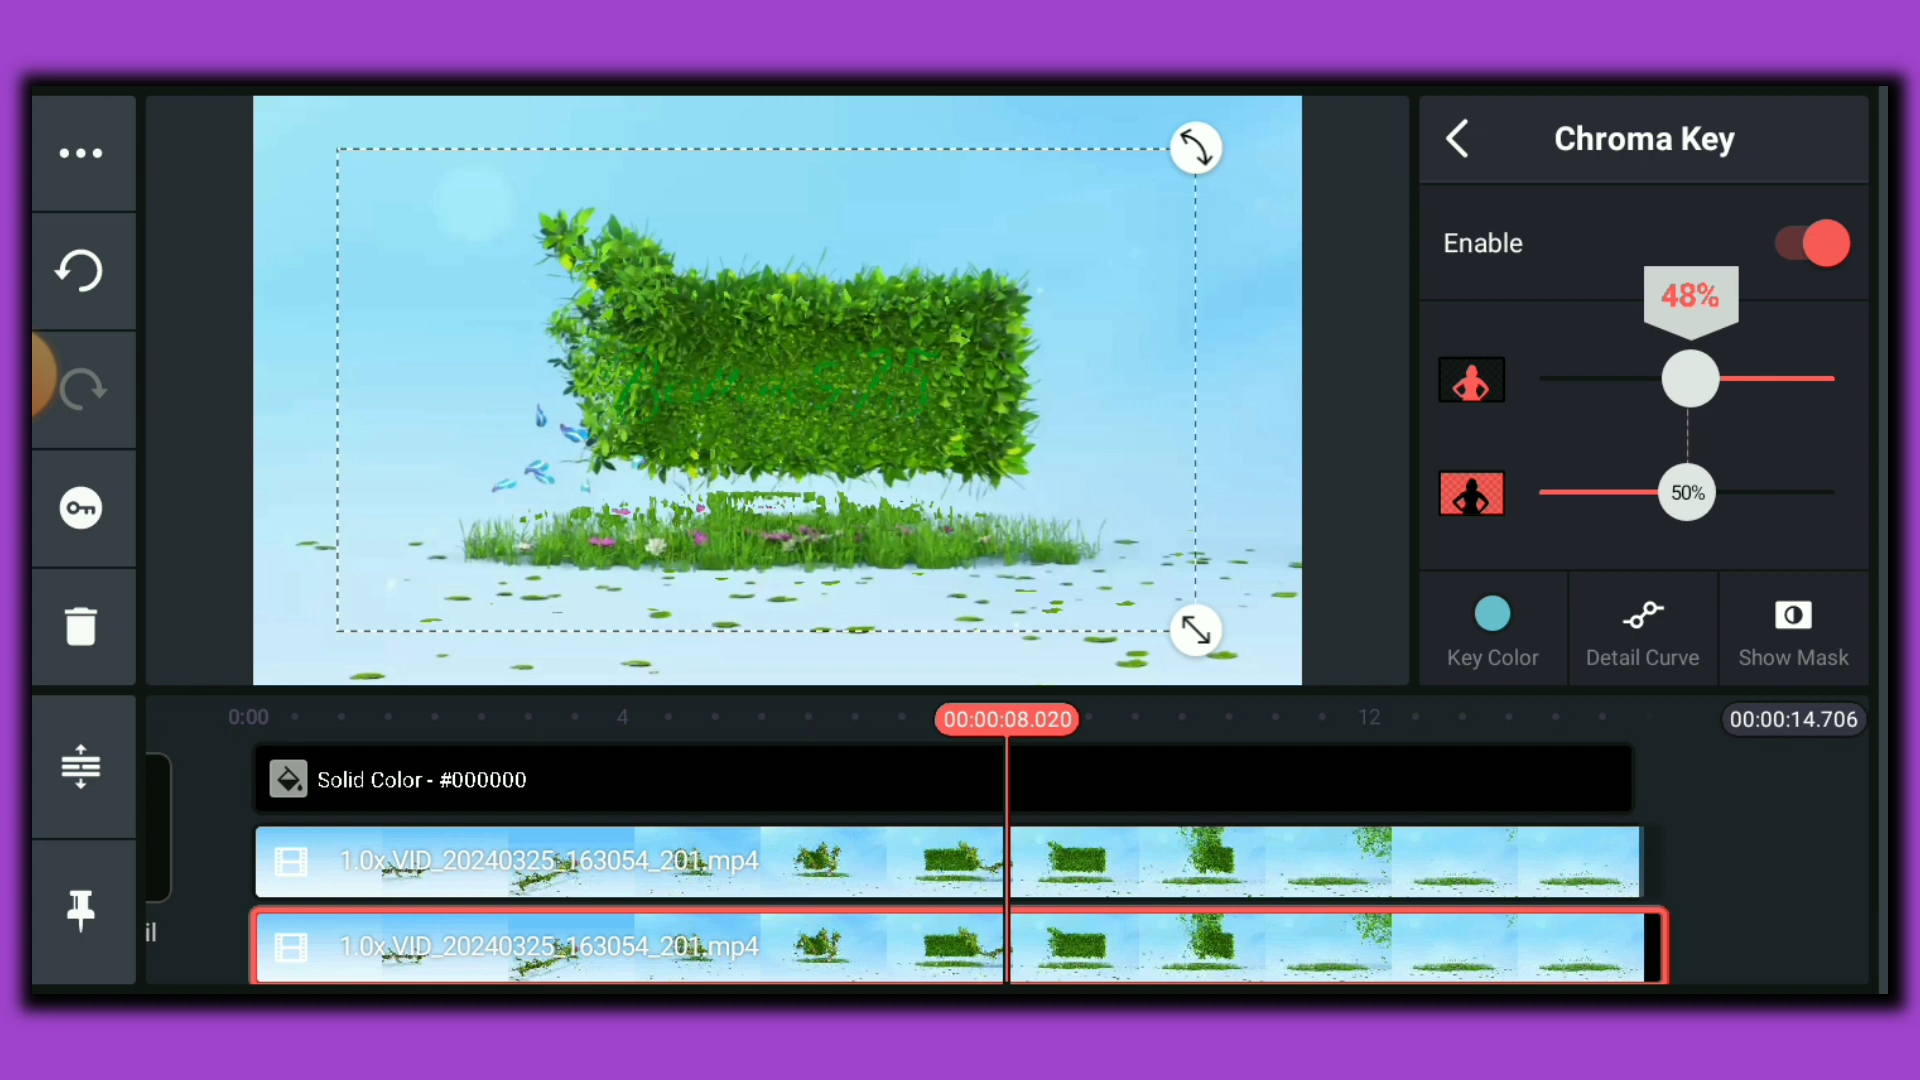 Chroma Key
Enable
48%
50%
Key Color
Detail Curve
Show Mask
0:00
4
00:00:08.020
12
00:00:14.706
Solid Color - #000000
1.0x VID_20240325_163054_201.mp4
il
1.0x VID_20240325_163054_201.mp4